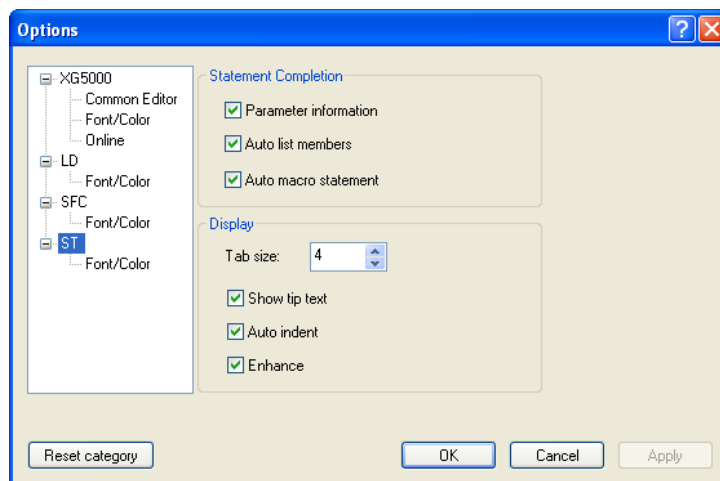 Options
XG5000
Common Editor
Font/Color
Online
LD
Font/Color
SFC
Font/Color
ST
Font/Color
Statement Completion
Parameter information
Auto list members
Auto macro statement
Display
Tab size: 4
Show tip text
Auto indent
Enhance
Reset category OK Cancel Apply